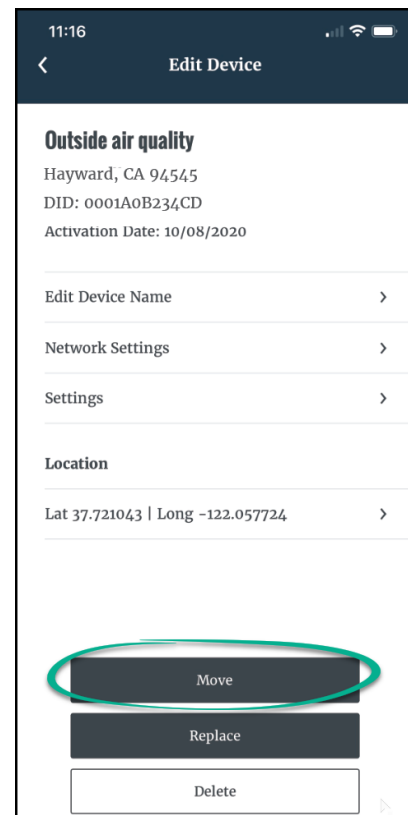 11:16
Edit Device
Outside air quality
Hayward, CA 94545
DID: 0001A0B234CD
Activation Date: 10/08/2020
Edit Device Name
Network Settings
Settings
Location
Lat 37.721043 | Long -122.057724
Move
Replace
Delete